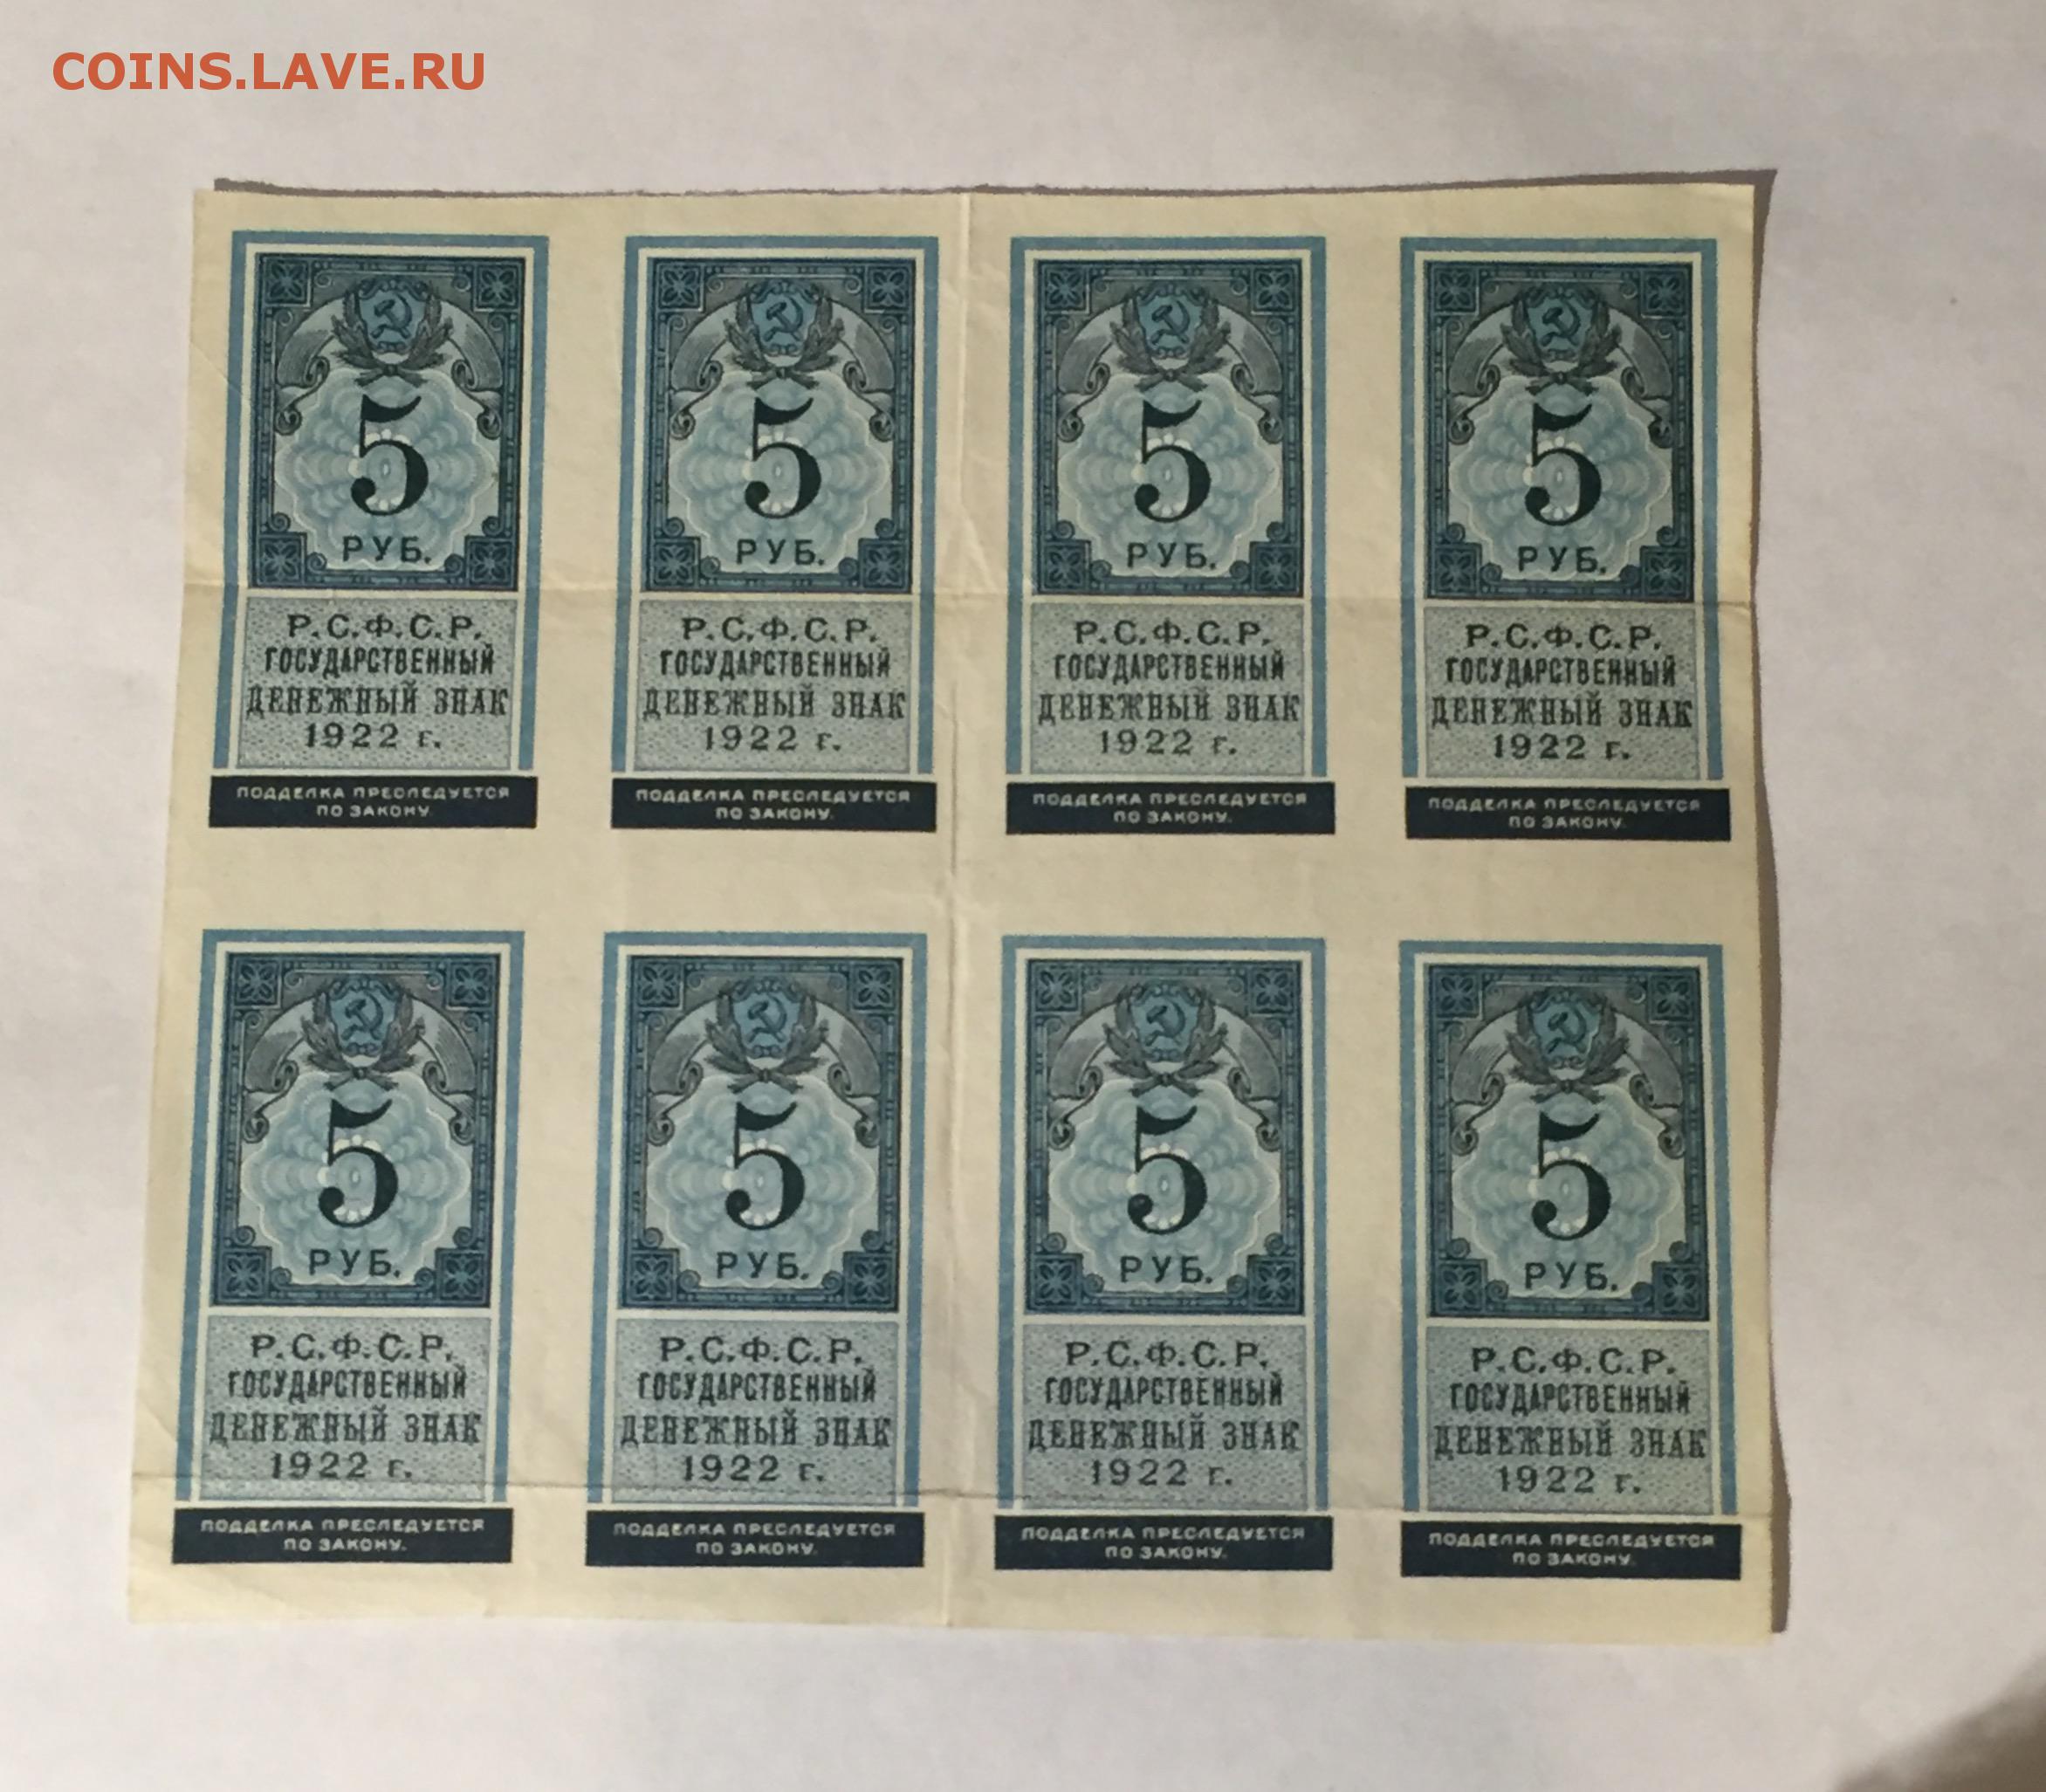 COINS.LAVE.RU
5
РУБ.
Р.С.Ф.С.Р.
ГОСУДАРСТВЕННЫЙ
ДЕНЕЖНЫЙ ЗНАК
1922 г.
ПОДДЕЛКА ПРЕСЛЕДУЕТСЯ
ПО ЗАКОНУ.
5
РУБ.
Р.С.Ф.С.Р.
ГОСУДАРСТВЕННЫЙ
ДЕНЕЖНЫЙ ЗНАК
1922 г.
ПОДДЕЛКА ПРЕСЛЕДУЕТСЯ
ПО ЗАКОНУ.
5
РУБ.
Р.С.Ф.С.Р.
ГОСУДАРСТВЕННЫЙ
ДЕНЕЖНЫЙ ЗНАК
1922 г.
ПОДДЕЛКА ПРЕСЛЕДУЕТСЯ
ПО ЗАКОНУ.
5
РУБ.
Р.С.Ф.С.Р.
ГОСУДАРСТВЕННЫЙ
ДЕНЕЖНЫЙ ЗНАК
1922 г.
ПОДДЕЛКА ПРЕСЛЕДУЕТСЯ
ПО ЗАКОНУ.
5
РУБ.
Р.С.Ф.С.Р.
ГОСУДАРСТВЕННЫЙ
ДЕНЕЖНЫЙ ЗНАК
1922 г.
ПОДДЕЛКА ПРЕСЛЕДУЕТСЯ
ПО ЗАКОНУ.
5
РУБ.
Р.С.Ф.С.Р.
ГОСУДАРСТВЕННЫЙ
ДЕНЕЖНЫЙ ЗНАК
1922 г.
ПОДДЕЛКА ПРЕСЛЕДУЕТСЯ
ПО ЗАКОНУ.
5
РУБ.
Р.С.Ф.С.Р.
ГОСУДАРСТВЕННЫЙ
ДЕНЕЖНЫЙ ЗНАК
1922 г.
ПОДДЕЛКА ПРЕСЛЕДУЕТСЯ
ПО ЗАКОНУ.
5
РУБ.
Р.С.Ф.С.Р.
ГОСУДАРСТВЕННЫЙ
ДЕНЕЖНЫЙ ЗНАК
1922 г.
ПОДДЕЛКА ПРЕСЛЕДУЕТСЯ
ПО ЗАКОНУ.